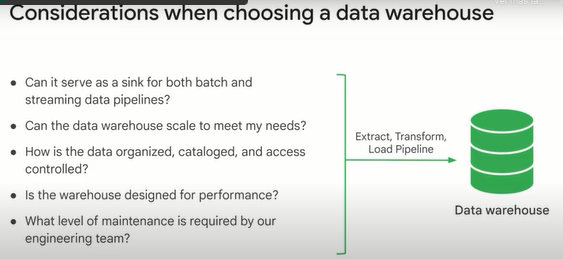 Considerations when choosing a data warehouse
● Can it serve as a sink for both batch and
streaming data pipelines?
● Can the data warehouse scale to meet my needs?
● How is the data organized, cataloged, and access
controlled?
● Is the warehouse designed for performance?
● What level of maintenance is required by our
engineering team?
Extract, Transform,
Load Pipeline
Data warehouse